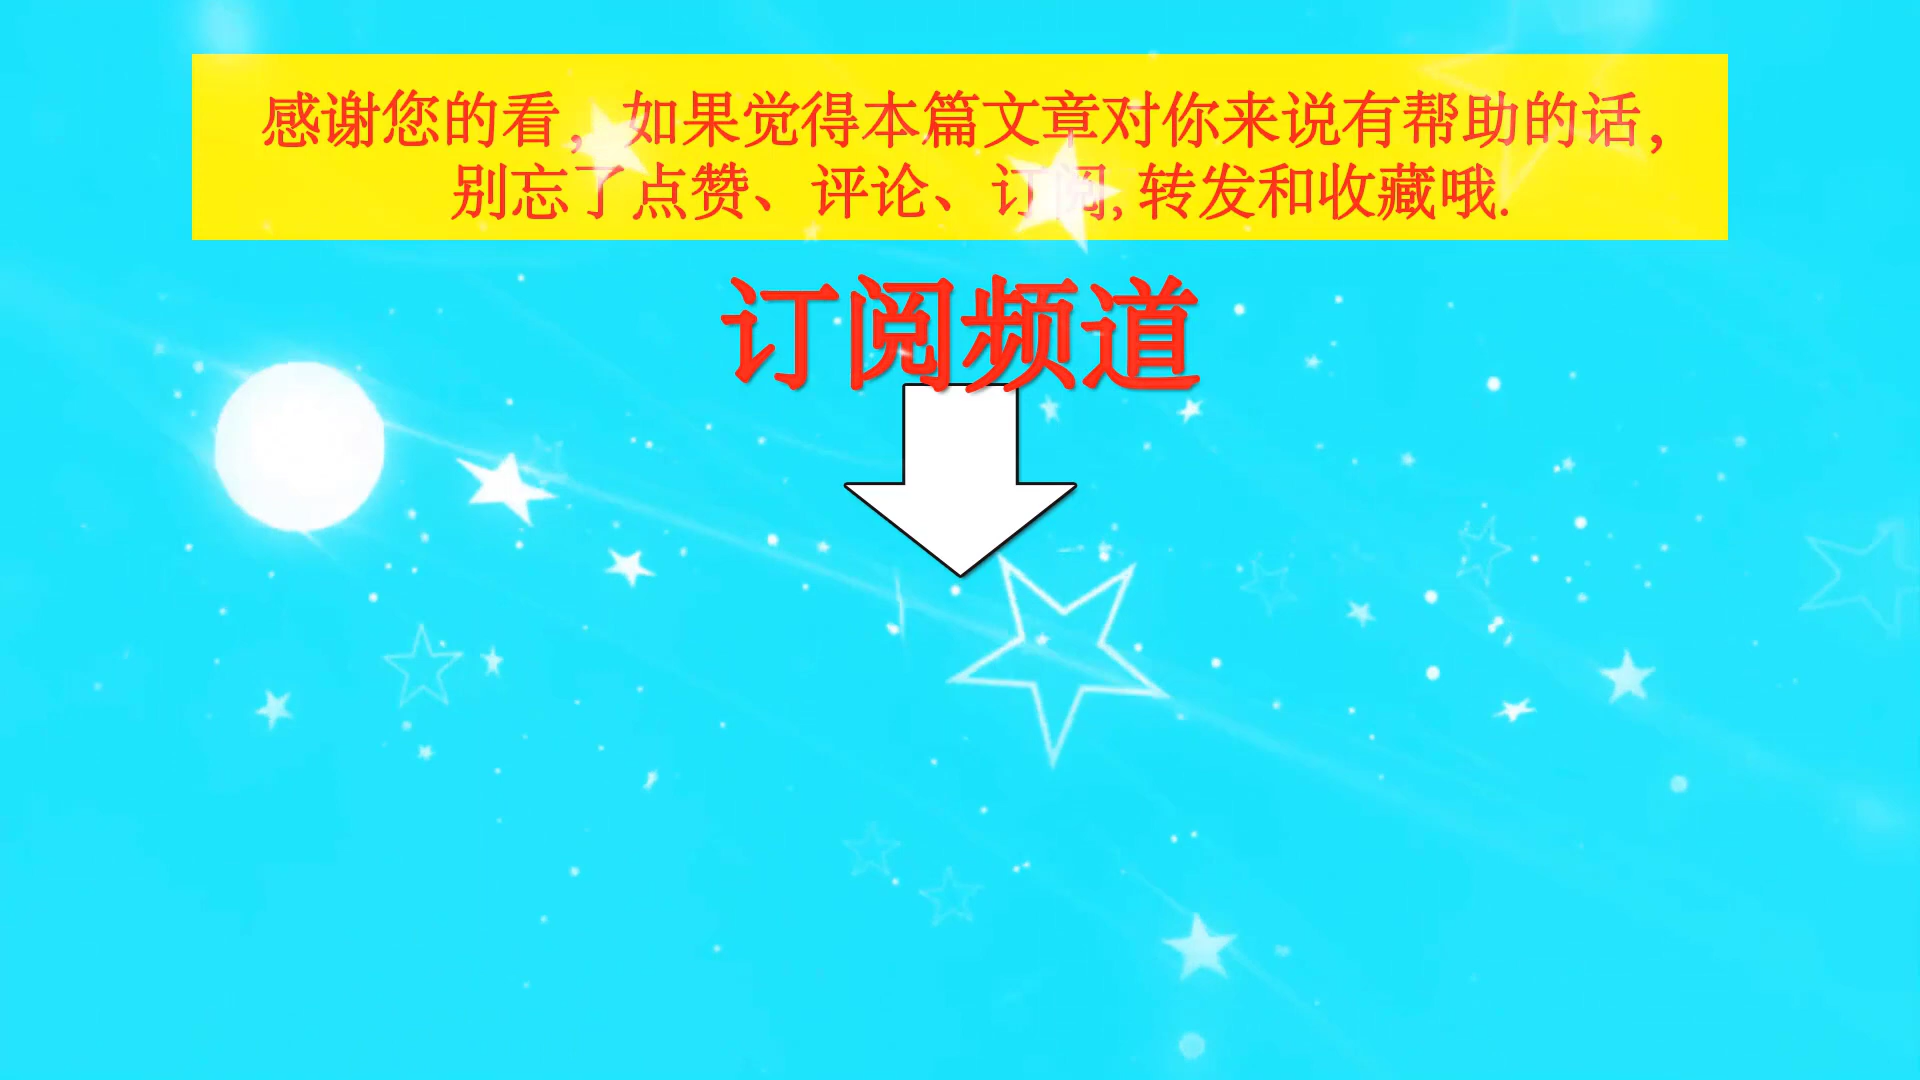 感谢您的看，如果觉得本篇文章对你来说有帮助的话，
别忘了点赞、评论、订阅,转发和收藏哦.
订阅频道